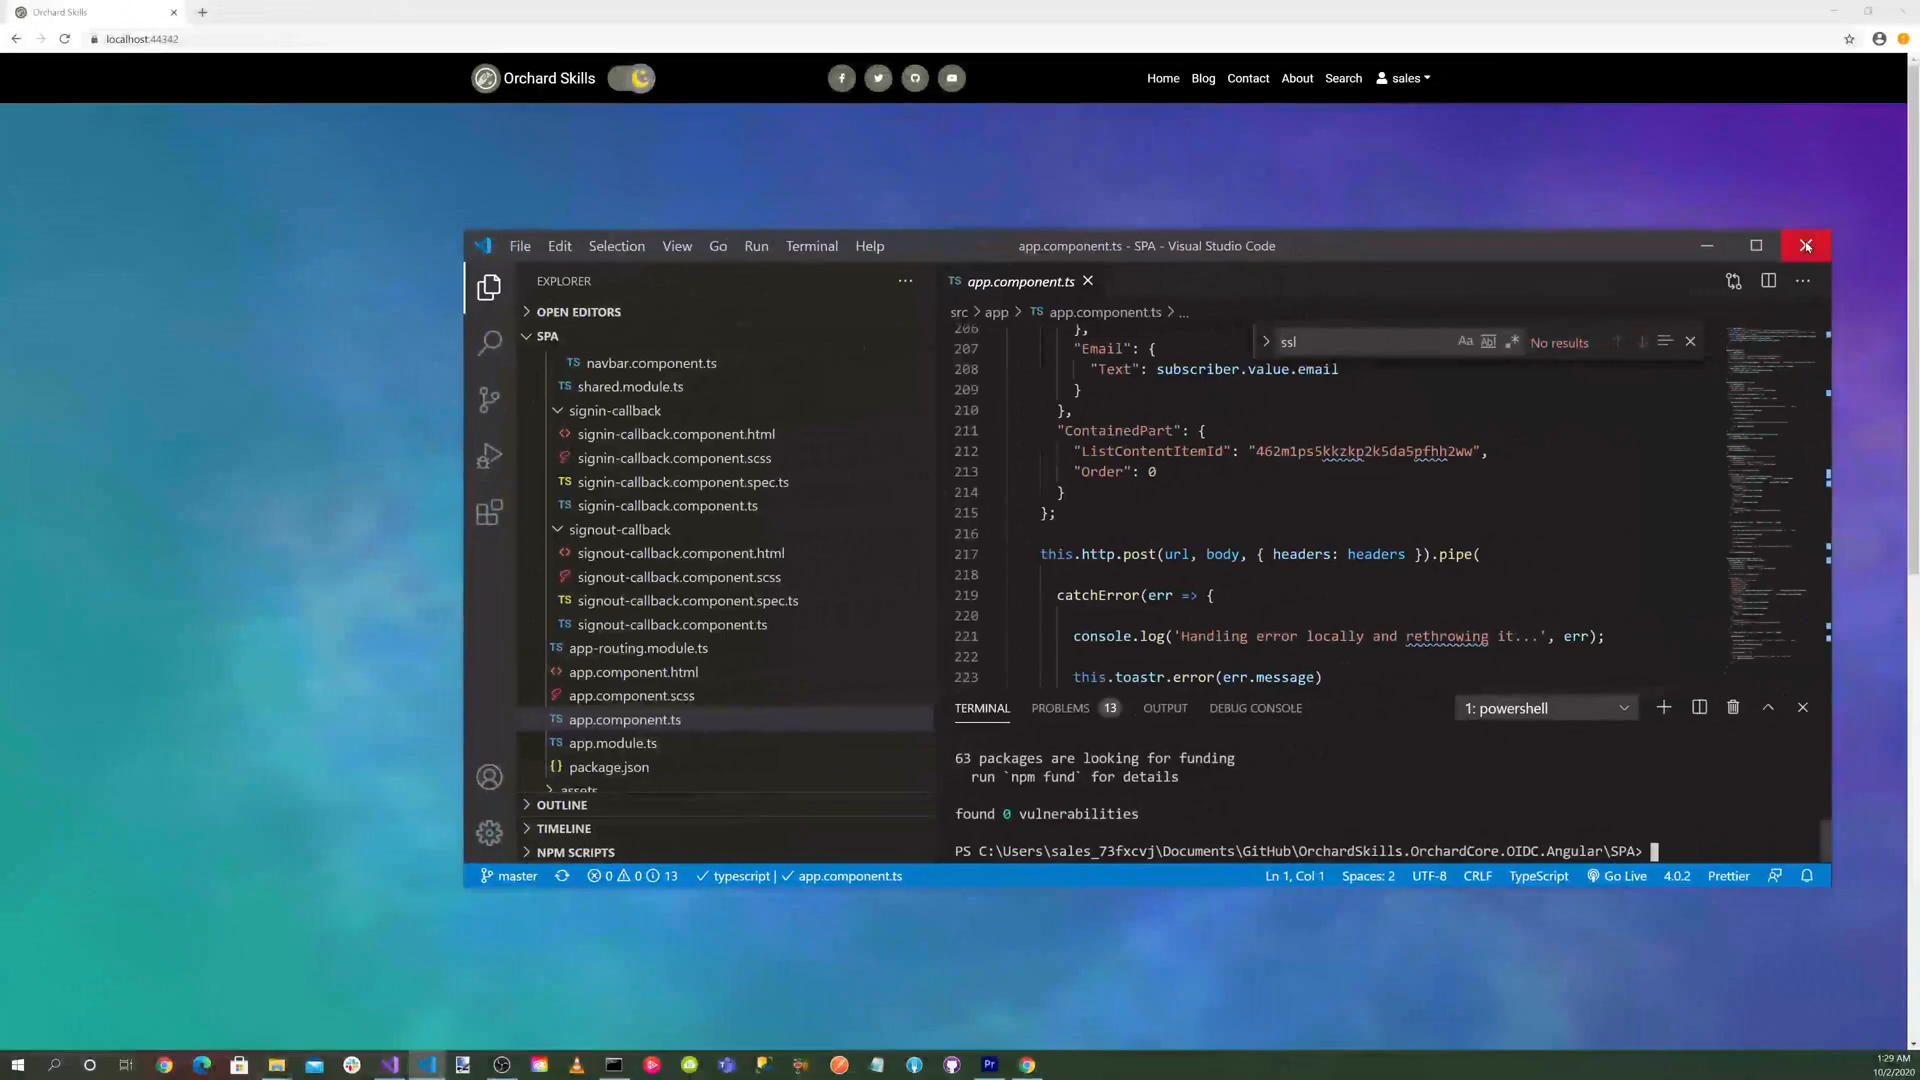 Orchard Skills
localhost:44342
Orchard Skills
Home Blog Contact About Search sales
File Edit Selection View Go Run Terminal Help
app.component.ts - SPA - Visual Studio Code
EXPLORER
OPEN EDITORS
SPA
navbar.component.ts
shared.module.ts
signin-callback
signin-callback.component.html
signin-callback.component.scss
signin-callback.component.spec.ts
signin-callback.component.ts
signout-callback
signout-callback.component.html
signout-callback.component.scss
signout-callback.component.spec.ts
signout-callback.component.ts
app-routing.module.ts
app.component.html
app.component.scss
app.component.ts
app.module.ts
package.json
assets
OUTLINE
TIMELINE
NPM SCRIPTS
TS app.component.ts
src > app > TS app.component.ts > ...
ssl
Aa Abl No results
206 },
207 "Email": {
208 "Text": subscriber.value.email
209 }
210 },
211 "ContainedPart": {
212 "ListContentItemId": "462m1ps5kkzkp2k5da5pfhh2ww",
213 "Order": 0
214 }
215 };
216
217 this.http.post(url, body, { headers: headers }).pipe(
218
219 catchError(err => {
220
221 console.log('Handling error locally and rethrowing it...', err);
222
223 this.toastr.error(err.message)
TERMINAL PROBLEMS 13 OUTPUT DEBUG CONSOLE 1: powershell
63 packages are looking for funding
run `npm fund` for details
found 0 vulnerabilities
PS C:\Users\sales_73fxcvj\Documents\GitHub\OrchardSkills.OrchardCore.OIDC.Angular\SPA>
master 0 0 13 typescript | app.component.ts Ln 1, Col 1 Spaces: 2 UTF-8 CRLF TypeScript Go Live 4.0.2 Prettier
1:29 AM
10/2/2020